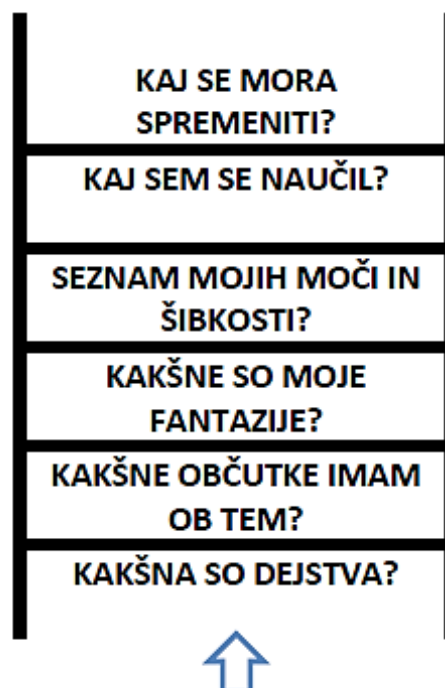 KAJ SE MORA
SPREMENITI?
KAJ SEM SE NAUČIL?
SEZNAM MOJIH MOČI IN
ŠIBKOSTI?
KAKŠNE SO MOJE
FANTAZIJE?
KAKŠNE OBČUTKE IMAM
OB TEM?
KAKŠNA SO DEJSTVA?